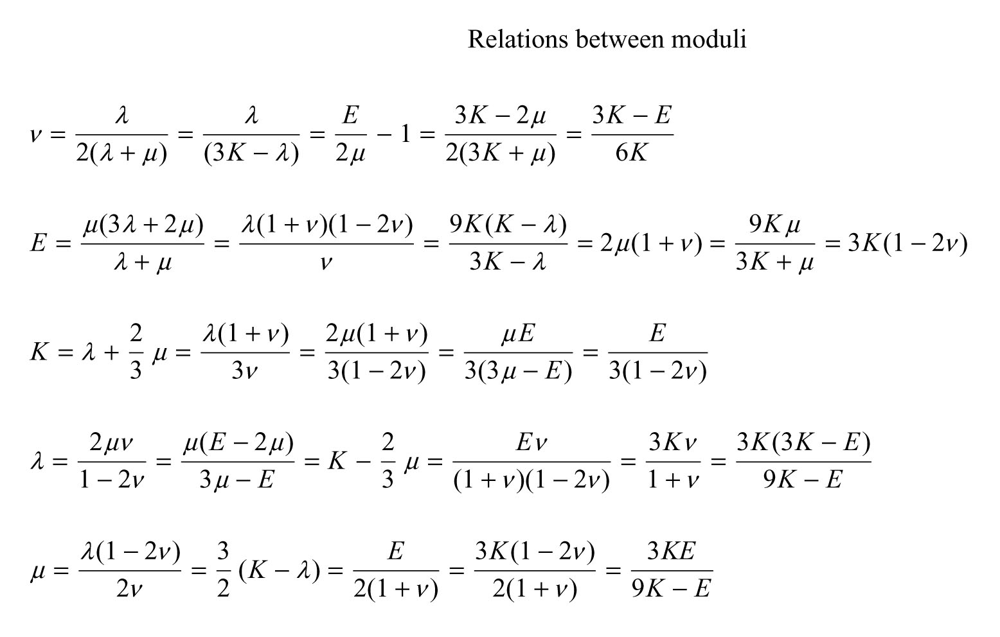 Relations between moduli
ν = λ / 2(λ + μ) = λ / (3K − λ) = E / 2μ − 1 = 3K − 2μ / 2(3K + μ) = 3K − E / 6K
E = μ(3λ + 2μ) / λ + μ = λ(1 + ν)(1 − 2ν) / ν = 9K(K − λ) / 3K − λ = 2μ(1 + ν) = 9Kμ / 3K + μ = 3K(1 − 2ν)
K = λ + 2/3 μ = λ(1 + ν) / 3ν = 2μ(1 + ν) / 3(1 − 2ν) = μE / 3(3μ − E) = E / 3(1 − 2ν)
λ = 2μν / 1 − 2ν = μ(E − 2μ) / 3μ − E = K − 2/3 μ = Eν / (1 + ν)(1 − 2ν) = 3Kν / 1 + ν = 3K(3K − E) / 9K − E
μ = λ(1 − 2ν) / 2ν = 3/2 (K − λ) = E / 2(1 + ν) = 3K(1 − 2ν) / 2(1 + ν) = 3KE / 9K − E